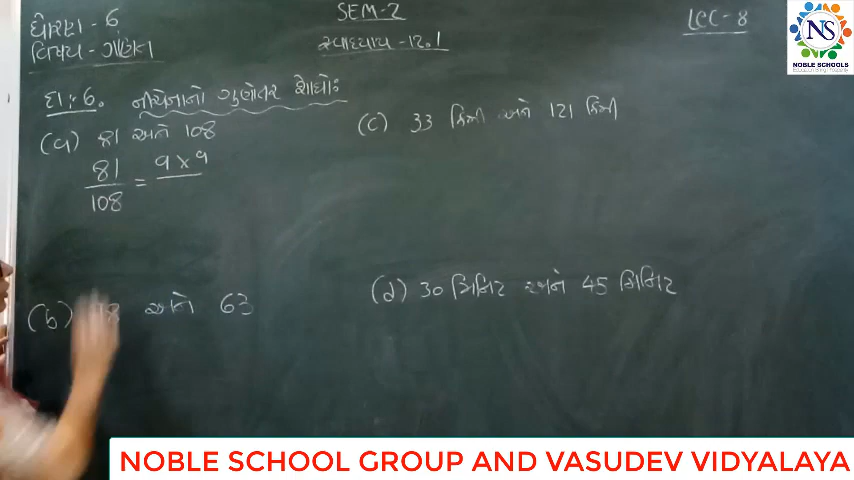 ધોરણ - 6
વિષય - ગણિત
SEM-2
સ્વાધ્યાય - 12.1
LEC - 8
NS
NOBLE SCHOOLS
દા: 6. નીચેનાનો ગુણોત્તર શોધો:
(a) 81 અને 108
81/108 = 9 x 9
(b) અને 63
(c) 33 કિમી અને 121 કિમી
(d) 30 મિનિટ અને 45 મિનિટ
NOBLE SCHOOL GROUP AND VASUDEV VIDYALAYA